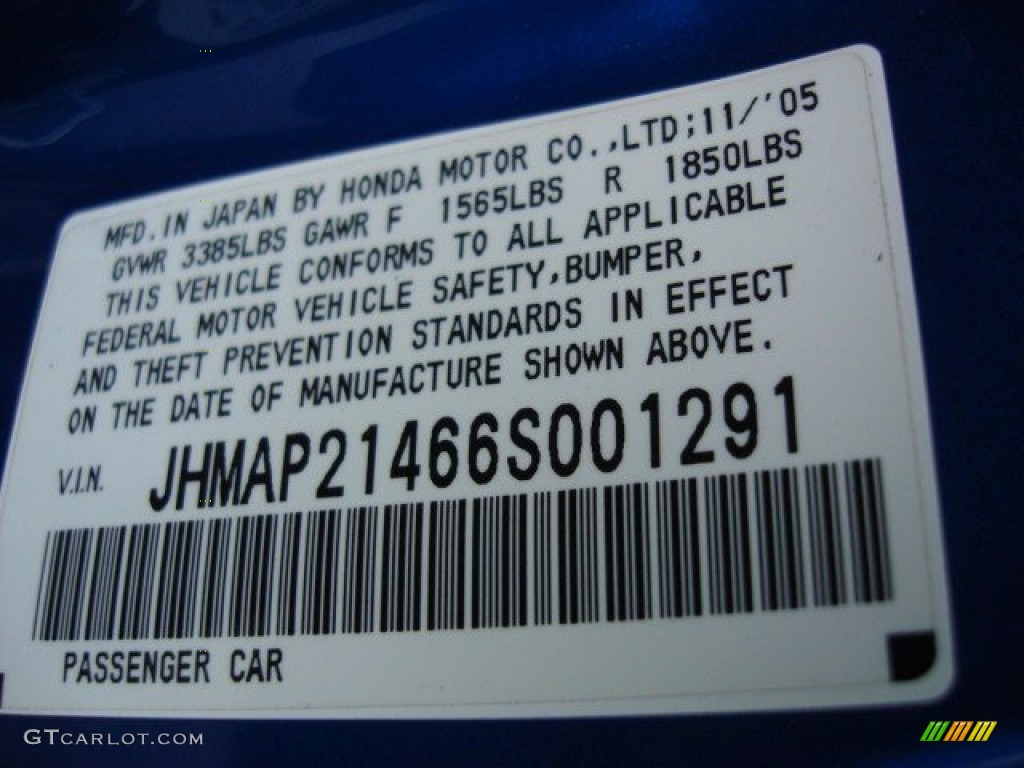 MFD. IN JAPAN BY HONDA MOTOR CO.,LTD;11/'05
GVWR 3385LBS GAWR F 1565LBS R 1850LBS
THIS VEHICLE CONFORMS TO ALL APPLICABLE
FEDERAL MOTOR VEHICLE SAFETY,BUMPER,
AND THEFT PREVENTION STANDARDS IN EFFECT
ON THE DATE OF MANUFACTURE SHOWN ABOVE.
V.I.N. JHMAP21466S001291
PASSENGER CAR
GTCARLOT.COM